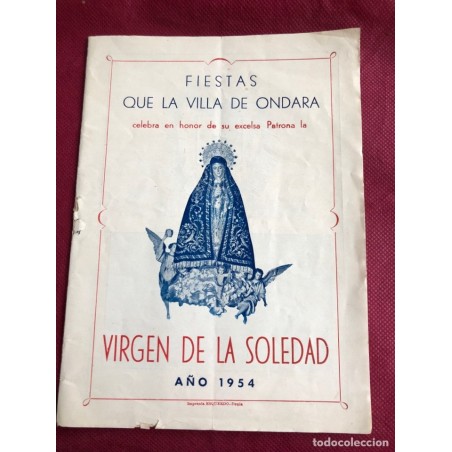 FIESTAS
QUE LA VILLA DE ONDARA
celebra en honor de su excelsa Patrona la
VIRGEN DE LA SOLEDAD
AÑO 1954
Imprenta
todocoleccion